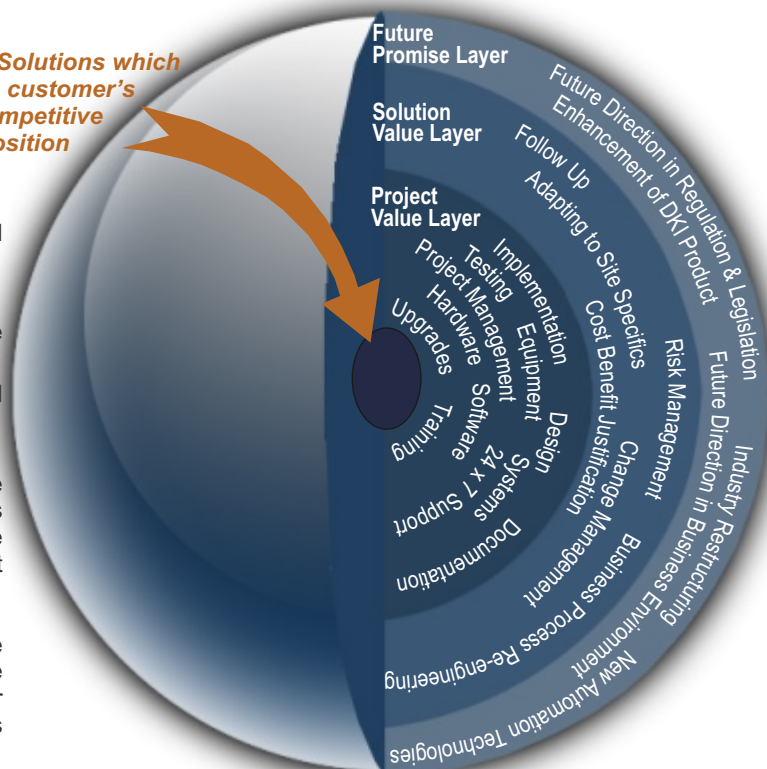 Solutions which
customer's
mpetitive
osition
Future
Promise Layer
Solution
Value Layer
Project
Value Layer
Future Direction in Regulation & Legislation
Enhancement of DKI Product
Future Direction in Business Environment
Industry Restructuring
New Automation Technologies
Follow Up
Adapting to Site Specifics
Risk Management
Cost Benefit Justification
Change Management
Business Process Re-engineering
Implementation
Testing
Project Management
Equipment
Hardware
Upgrades
Design
Software
Systems
Training
24 x 7 Support
Documentation